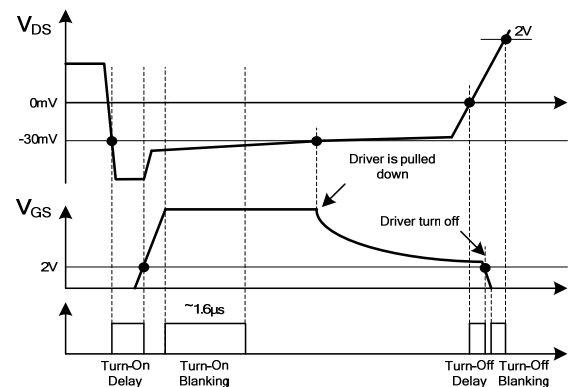 VDS
2V
0mV
-30mV
Driver is pulled
down
VGS
Driver turn off
2V
~1.6µs
Turn-On
Delay
Turn-On
Blanking
Turn-Off
Delay
Turn-Off
Blanking